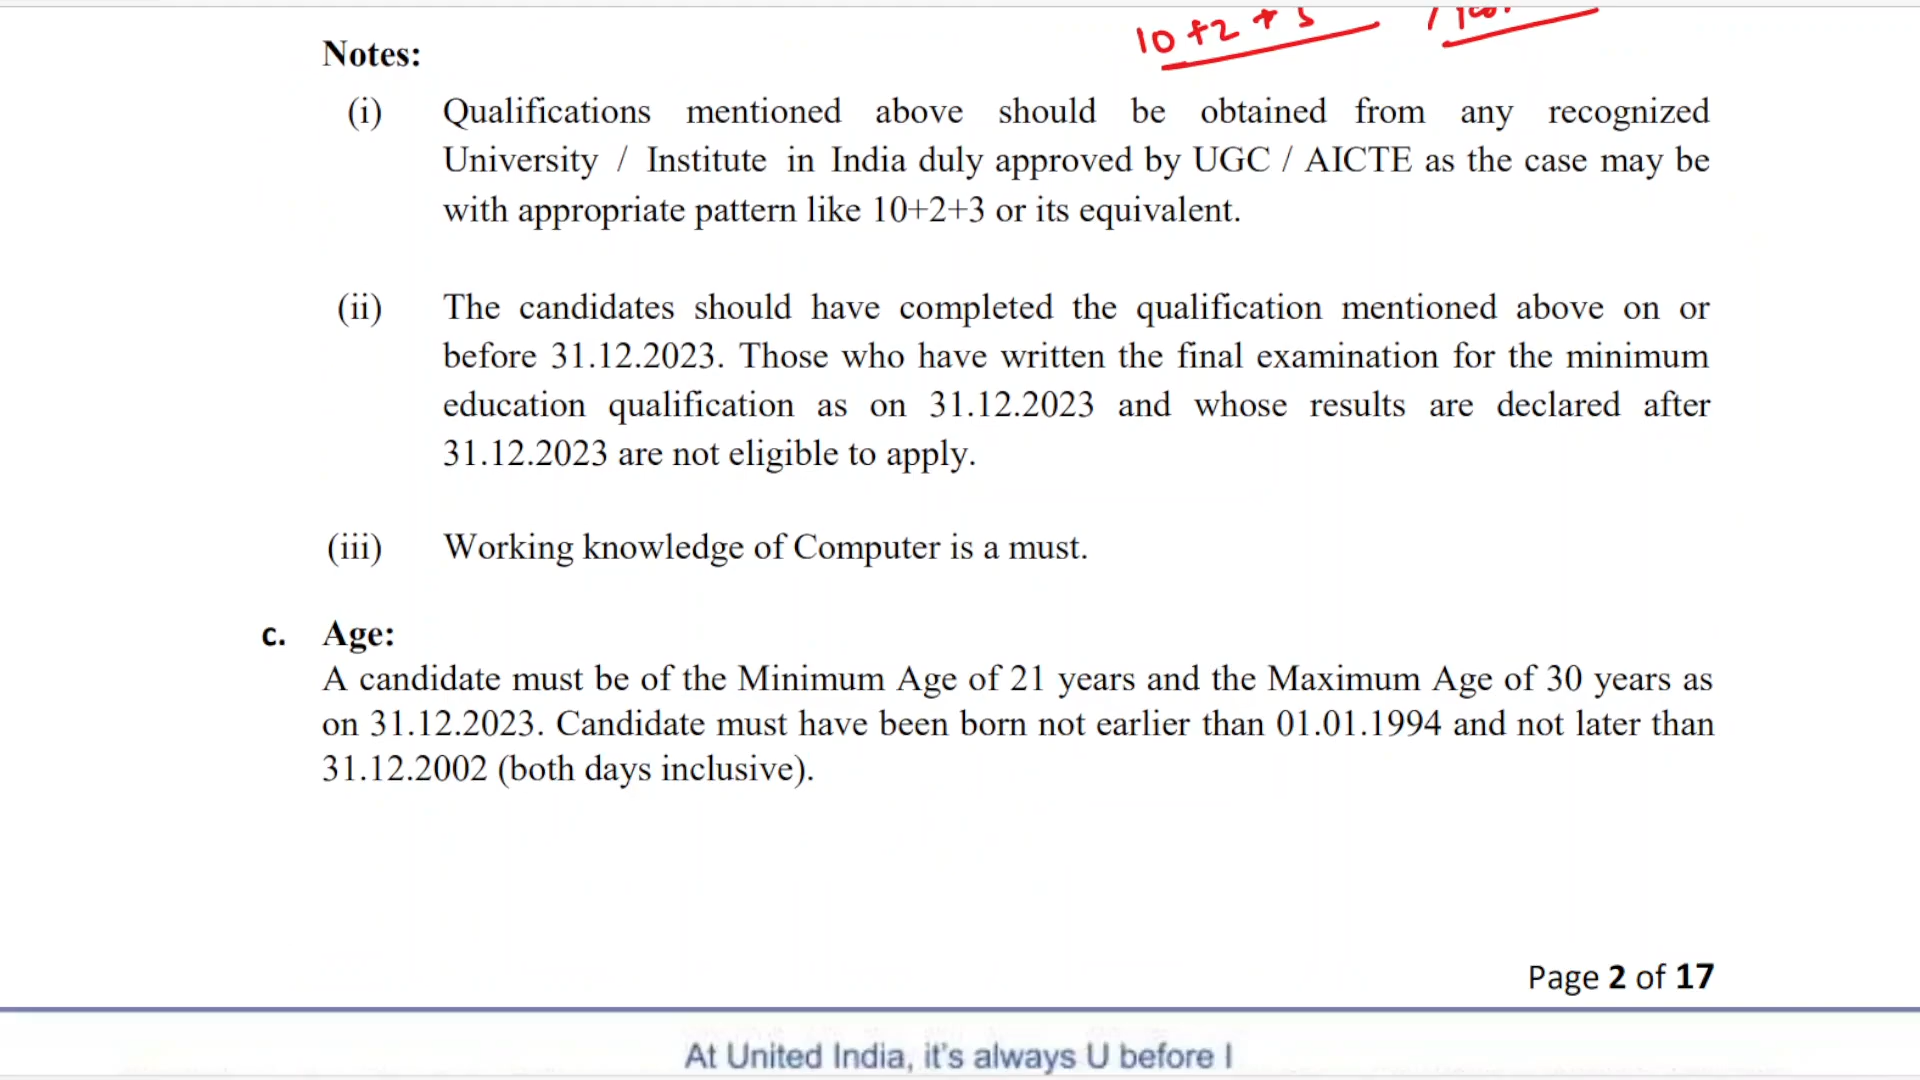 10+2+3
Notes:
(i) Qualifications mentioned above should be obtained from any recognized
University / Institute in India duly approved by UGC / AICTE as the case may be
with appropriate pattern like 10+2+3 or its equivalent.
(ii) The candidates should have completed the qualification mentioned above on or
before 31.12.2023. Those who have written the final examination for the minimum
education qualification as on 31.12.2023 and whose results are declared after
31.12.2023 are not eligible to apply.
(iii) Working knowledge of Computer is a must.
c. Age:
A candidate must be of the Minimum Age of 21 years and the Maximum Age of 30 years as
on 31.12.2023. Candidate must have been born not earlier than 01.01.1994 and not later than
31.12.2002 (both days inclusive).
Page 2 of 17
At United India, it's always U before I